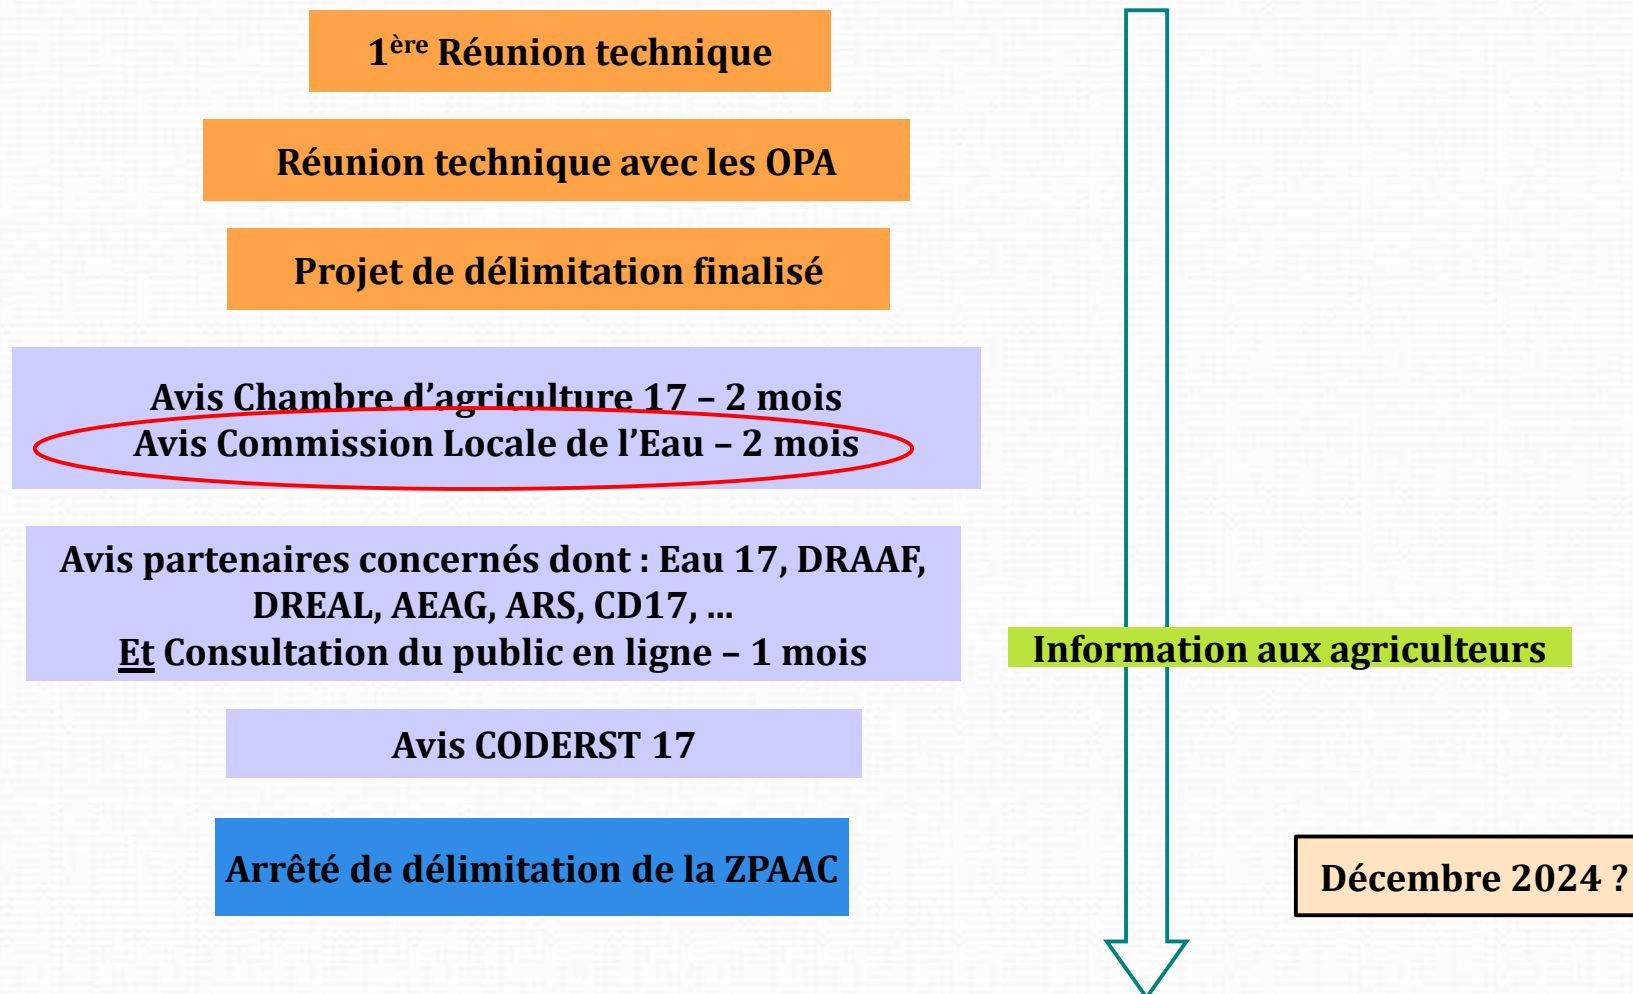 1ère Réunion technique
Réunion technique avec les OPA
Projet de délimitation finalisé
Avis Chambre d’agriculture 17 – 2 mois
Avis Commission Locale de l’Eau – 2 mois
Avis partenaires concernés dont : Eau 17, DRAAF,
DREAL, AEAG, ARS, CD17, ...
Et Consultation du public en ligne – 1 mois
Information aux agriculteurs
Avis CODERST 17
Arrêté de délimitation de la ZPAAC
Décembre 2024 ?